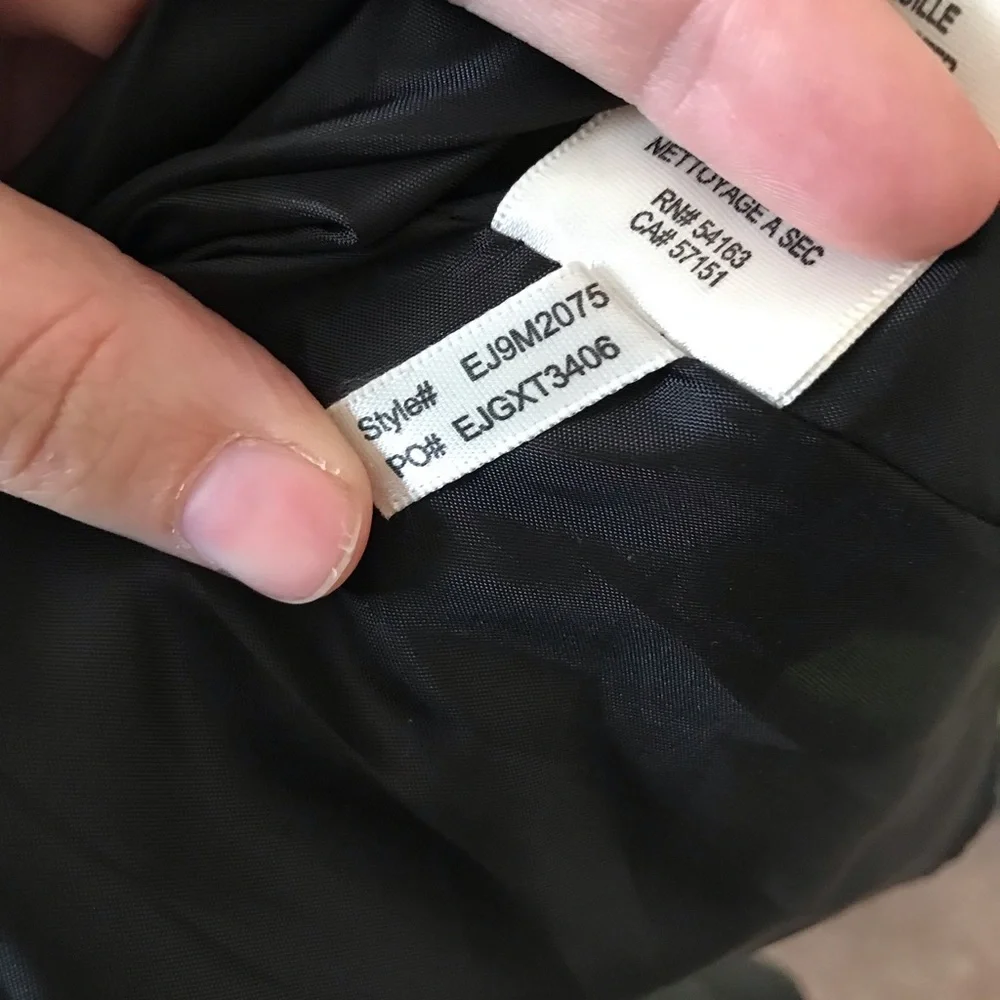 NETTOYAGE A SEC
RN# 54163
CA# 57151
Style# EJ9M2075
PO# EJGXT3406